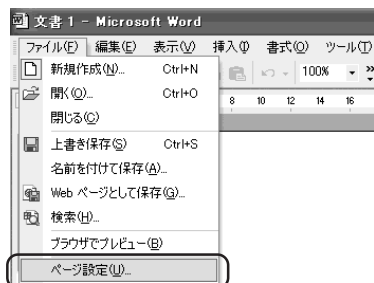 文書 1 - Microsoft Word
ファイル(F) 編集(E) 表示(V) 挿入(I) 書式(O) ツール(T)
新規作成(N)... Ctrl+N
100%
開く(O)... Ctrl+O
8 10 12 14 16
閉じる(C)
上書き保存(S) Ctrl+S
名前を付けて保存(A)...
Web ページとして保存(G)...
検索(H)...
ブラウザでプレビュー(B)
ページ設定(U)...